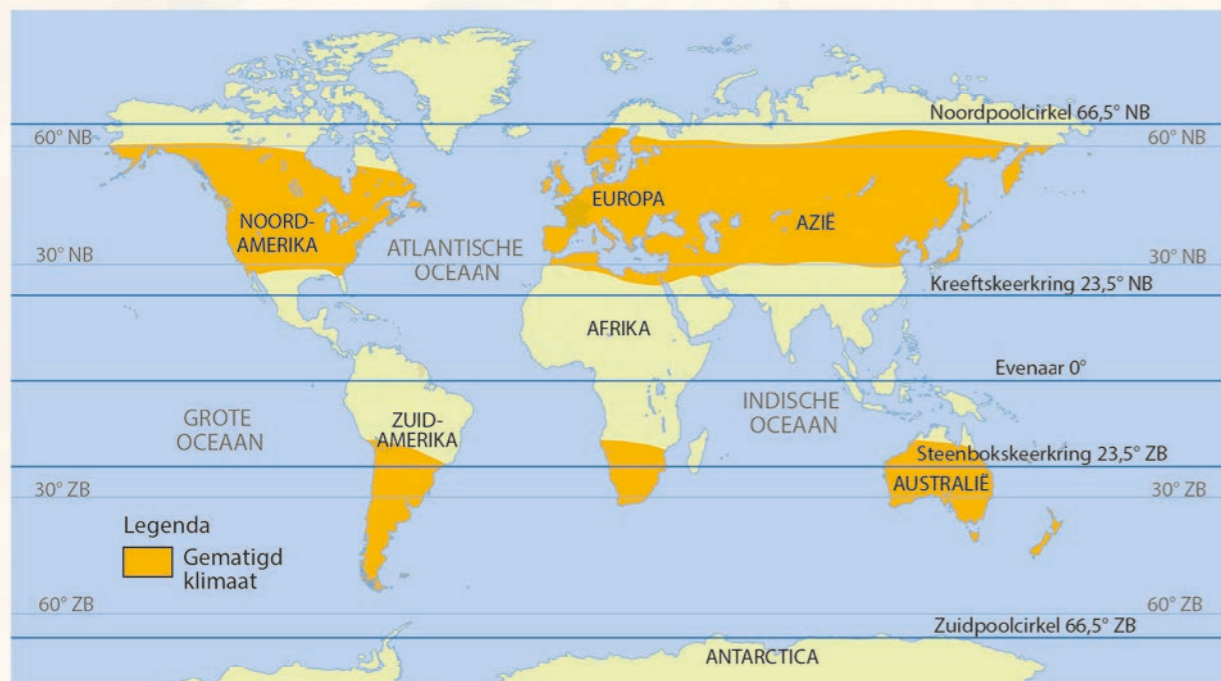 Noordpoolcirkel 66,5° NB
60° NB
60° NB
NOORD-
AMERIKA
EUROPA
AZIË
ATLANTISCHE
OCEAAN
30° NB
30° NB
Kreeftskeerkring 23,5° NB
AFRIKA
Evenaar 0°
GROTE
OCEAAN
ZUID-
AMERIKA
INDISCHE
OCEAAN
Steenbokskeerkring 23,5° ZB
AUSTRALIË
30° ZB
30° ZB
Legenda
Gematigd
klimaat
60° ZB
60° ZB
Zuidpoolcirkel 66,5° ZB
ANTARCTICA